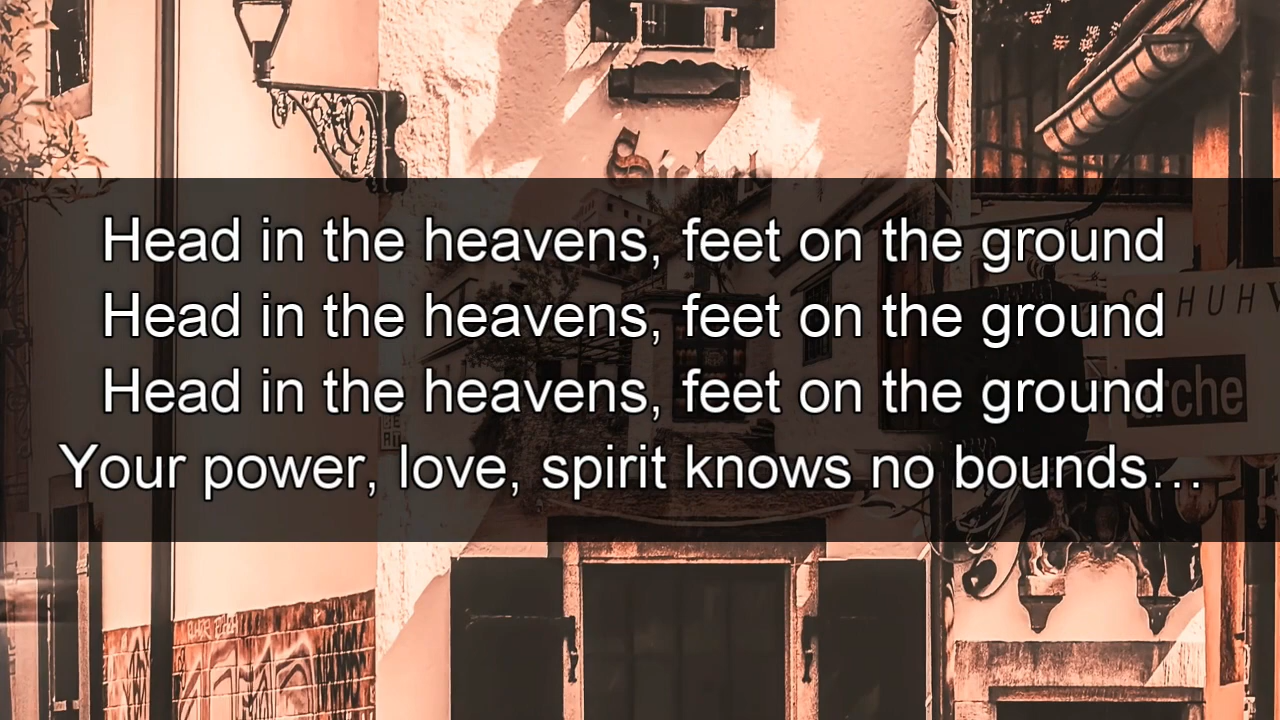 Head in the heavens, feet on the ground
Head in the heavens, feet on the ground
Head in the heavens, feet on the ground
Your power, love, spirit knows no bounds…